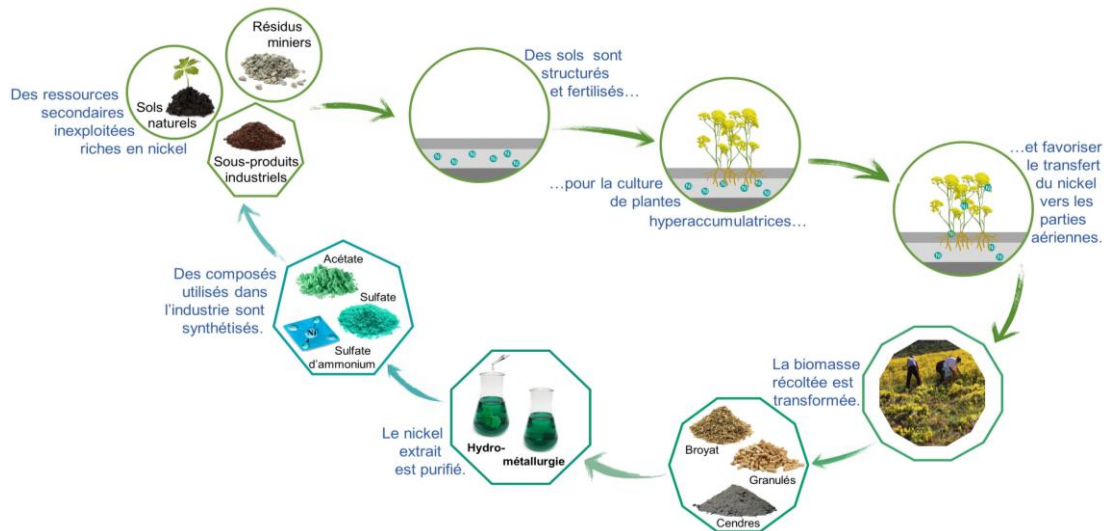 Résidus
miniers
Sols
naturels
Sous-produits
industriels
Des ressources
secondaires
inexploitées
riches en nickel
Des sols sont
structurés
et fertilisés…
…pour la culture
de plantes
hyperaccumulatrices…
…et favoriser
le transfert
du nickel
vers les
parties
aériennes.
La biomasse
récoltée est
transformée.
Broyat
Granulés
Cendres
Le nickel
extrait
est purifié.
Hydro-
métallurgie
Des composés
utilisés dans
l'industrie sont
synthétisés.
Acétate
Sulfate
Ni
Sulfate
d'ammonium